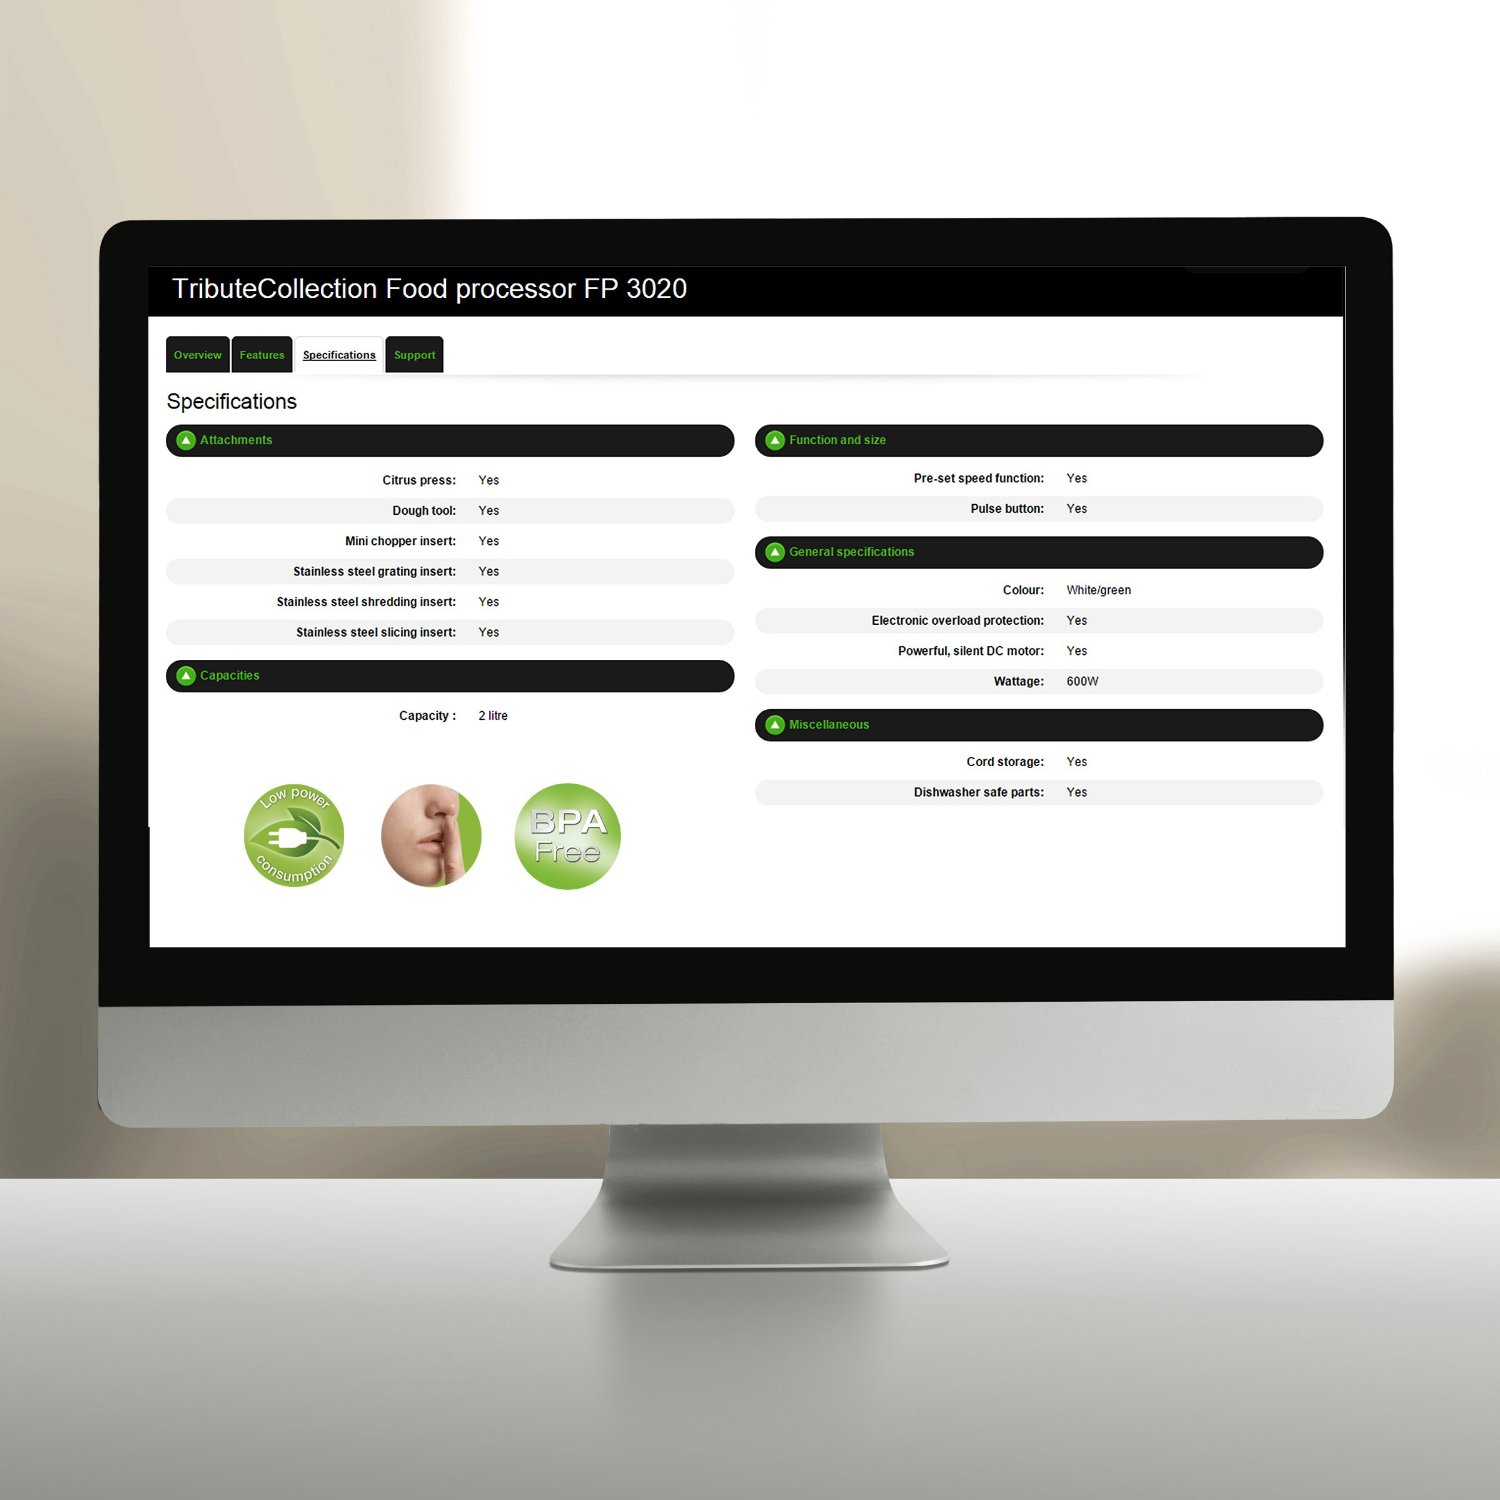 TributeCollection Food processor FP 3020
Overview Features Specifications Support
Specifications
Attachments
Citrus press: Yes
Dough tool: Yes
Mini chopper insert: Yes
Stainless steel grating insert: Yes
Stainless steel shredding insert: Yes
Stainless steel slicing insert: Yes
Capacities
Capacity : 2 litre
Low power
consumption
BPA
Free
Function and size
Pre-set speed function: Yes
Pulse button: Yes
General specifications
Colour: White/green
Electronic overload protection: Yes
Powerful, silent DC motor: Yes
Wattage: 600W
Miscellaneous
Cord storage: Yes
Dishwasher safe parts: Yes